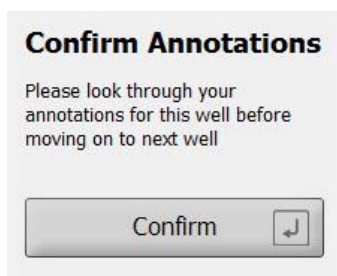 Confirm Annotations
Please look through your
annotations for this well before
moving on to next well
Confirm